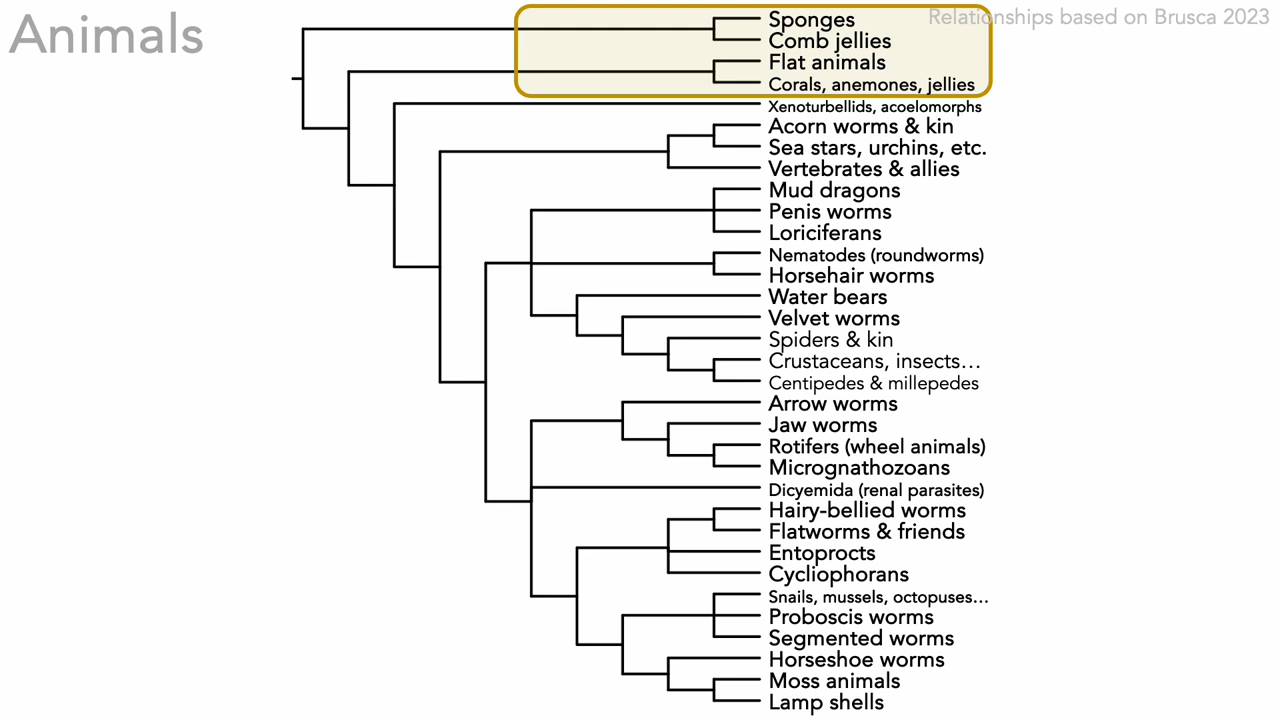 Animals
Relationships based on Brusca 2023
Sponges
Comb jellies
Flat animals
Corals, anemones, jellies
Xenoturbellids, acoelomorphs
Acorn worms & kin
Sea stars, urchins, etc.
Vertebrates & allies
Mud dragons
Penis worms
Loriciferans
Nematodes (roundworms)
Horsehair worms
Water bears
Velvet worms
Spiders & kin
Crustaceans, insects…
Centipedes & millepedes
Arrow worms
Jaw worms
Rotifers (wheel animals)
Micrognathozoans
Dicyemida (renal parasites)
Hairy-bellied worms
Flatworms & friends
Entoprocts
Cycliophorans
Snails, mussels, octopuses…
Proboscis worms
Segmented worms
Horseshoe worms
Moss animals
Lamp shells